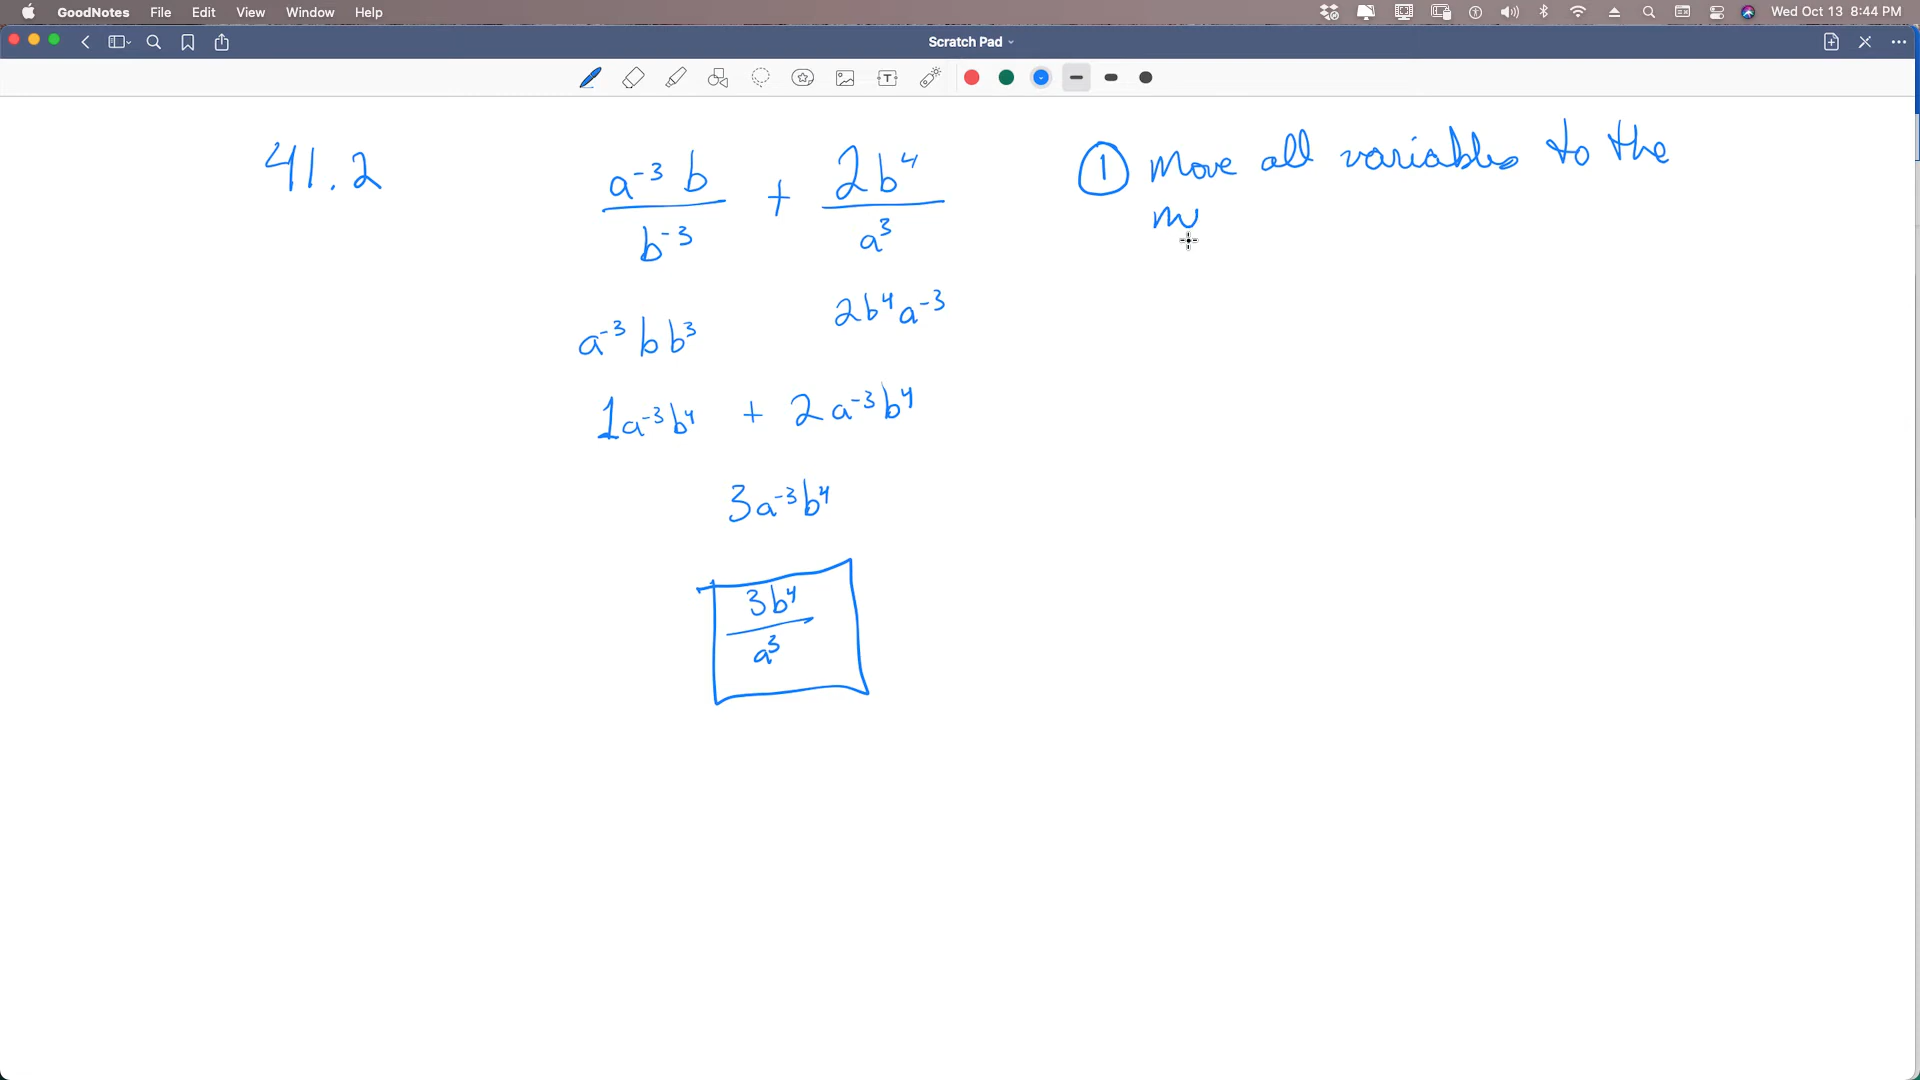 GoodNotes File Edit View Window Help Wed Oct 13 8:44 PM
Scratch Pad
41.2
a⁻³ b / b⁻³ + 2b⁴ / a³
a⁻³ b b³ 2b⁴a⁻³
1a⁻³b⁴ + 2a⁻³b⁴
3a⁻³b⁴
3b⁴ / a³
① Move all variables to the